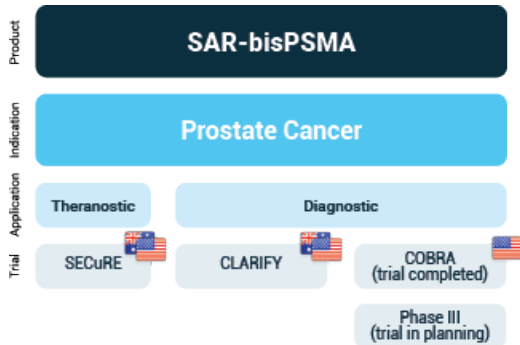 Product
SAR-bisPSMA
Indication
Prostate Cancer
Application
Theranostic
Diagnostic
Trial
SECuRE
CLARIFY
COBRA
(trial completed)
Phase III
(trial in planning)